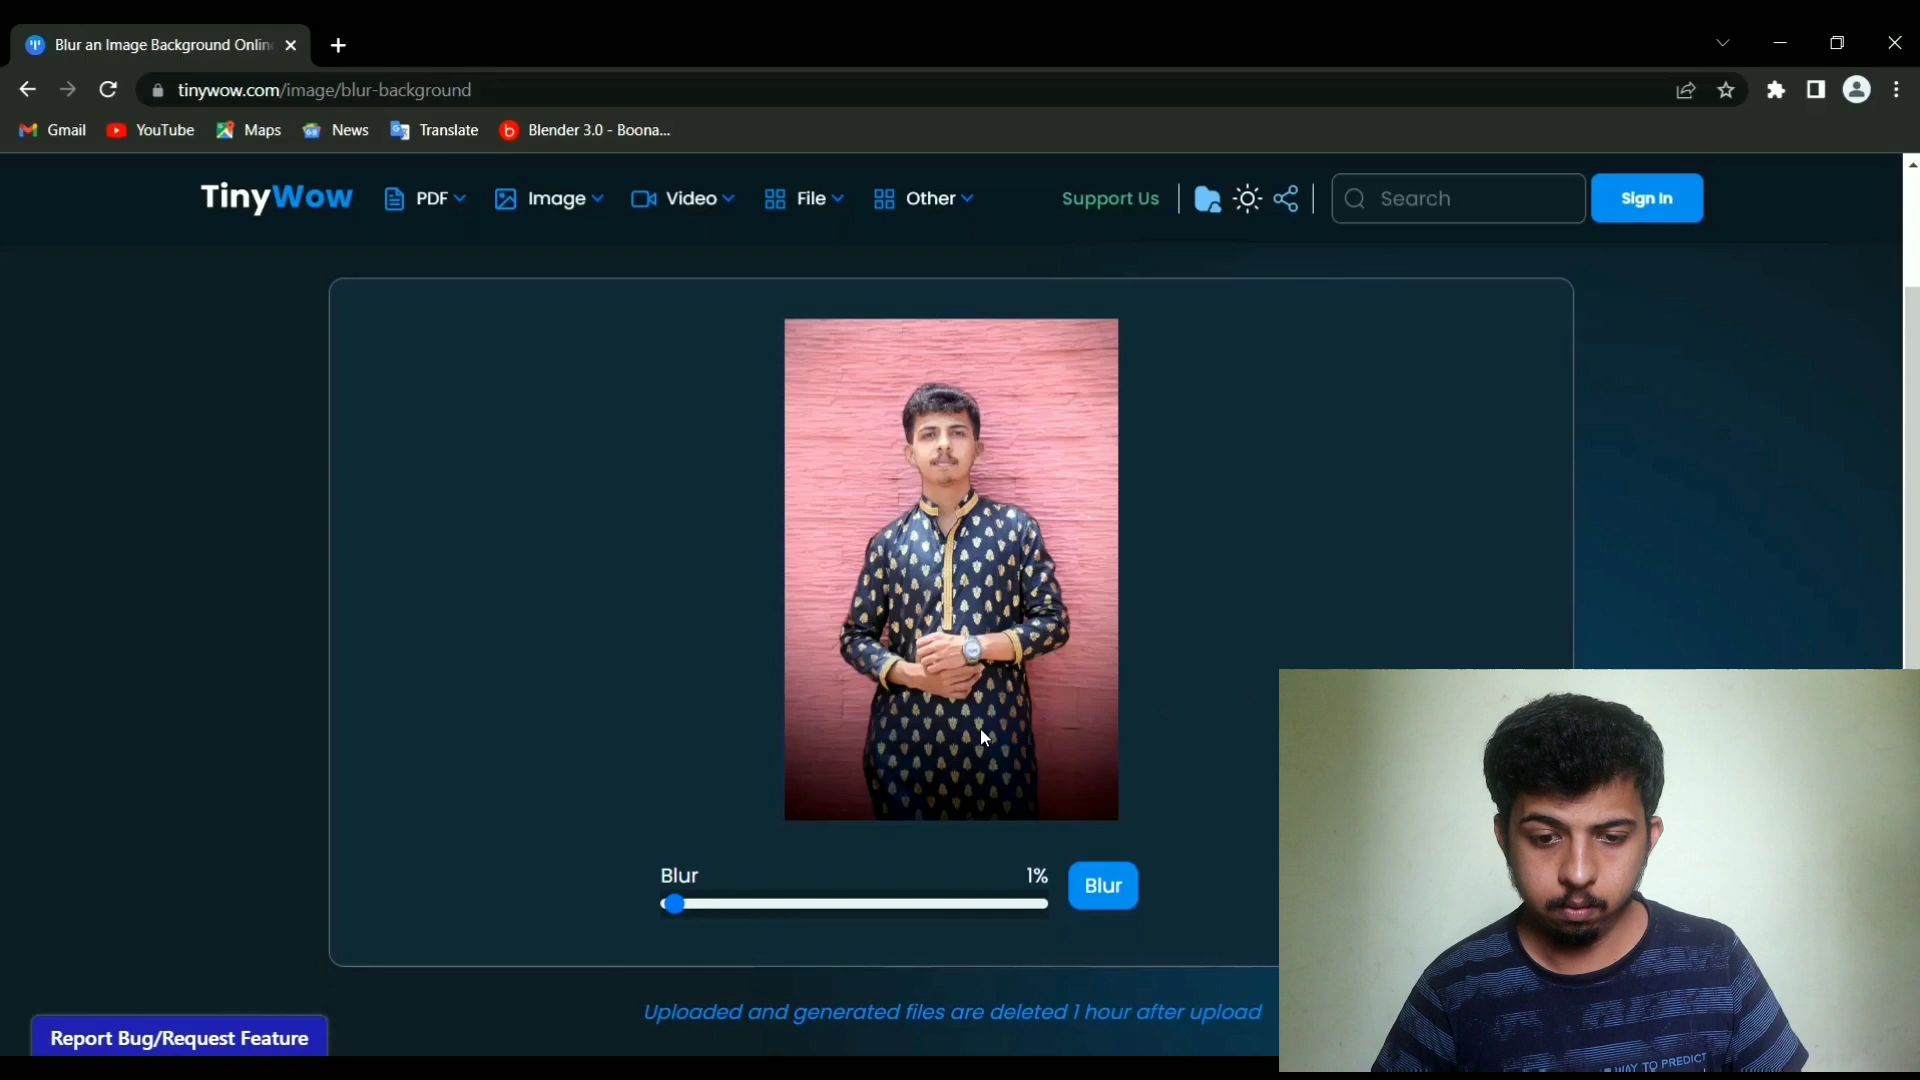 Blur an Image Background Onlin
tinywow.com/image/blur-background
Gmail YouTube Maps News Translate Blender 3.0 - Boona...
TinyWow PDF Image Video File Other Support Us Search Sign In
Blur 1% Blur
Uploaded and generated files are deleted 1 hour after upload
Report Bug/Request Feature
WAY TO PREDICT